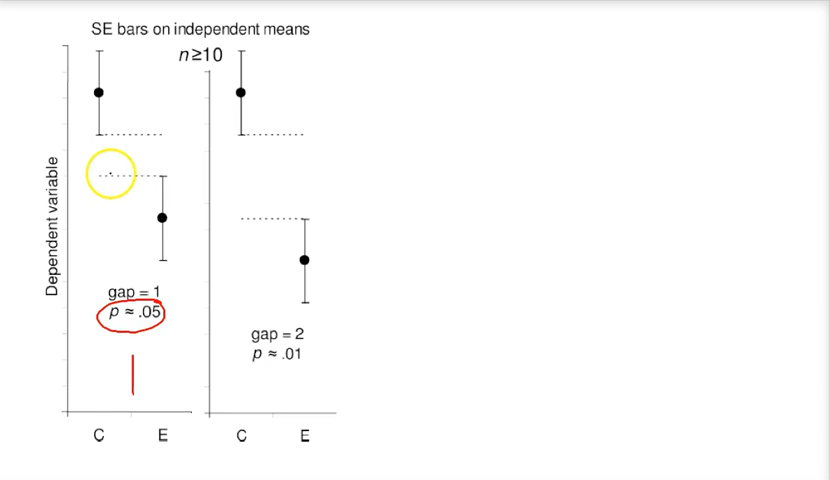 SE bars on independent means
n≥10
Dependent variable
gap = 1
p ≈ .05
gap = 2
p ≈ .01
C
E
C
E